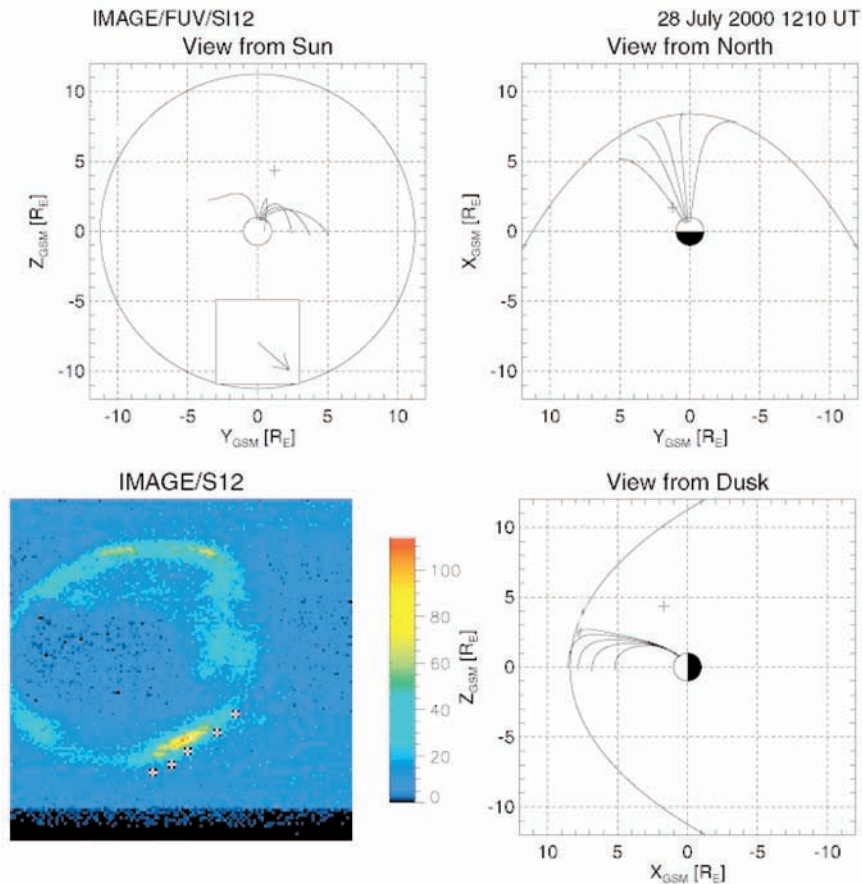 IMAGE/FUV/SI12 28 July 2000 1210 UT
View from Sun View from North
10
5
0
-5
-10
Z_GSM [R_E]
-10 -5 0 5 10
Y_GSM [R_E]
10
5
0
-5
-10
X_GSM [R_E]
10 5 0 -5 -10
Y_GSM [R_E]
IMAGE/S12
100
80
60
40
20
0
View from Dusk
10
5
0
-5
-10
Z_GSM [R_E]
10 5 0 -5 -10
X_GSM [R_E]